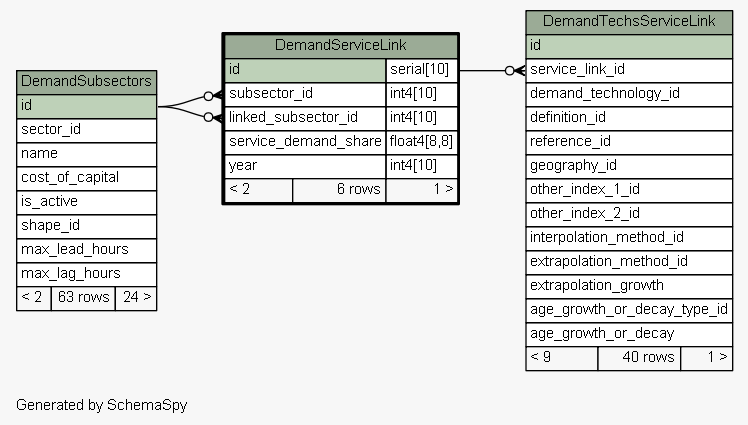 DemandSubsectors
id
sector_id
name
cost_of_capital
is_active
shape_id
max_lead_hours
max_lag_hours
< 2 63 rows 24 >
DemandServiceLink
id serial[10]
subsector_id int4[10]
linked_subsector_id int4[10]
service_demand_share float4[8,8]
year int4[10]
< 2 6 rows 1 >
DemandTechsServiceLink
id
service_link_id
demand_technology_id
definition_id
reference_id
geography_id
other_index_1_id
other_index_2_id
interpolation_method_id
extrapolation_method_id
extrapolation_growth
age_growth_or_decay_type_id
age_growth_or_decay
< 9 40 rows 1 >
Generated by SchemaSpy